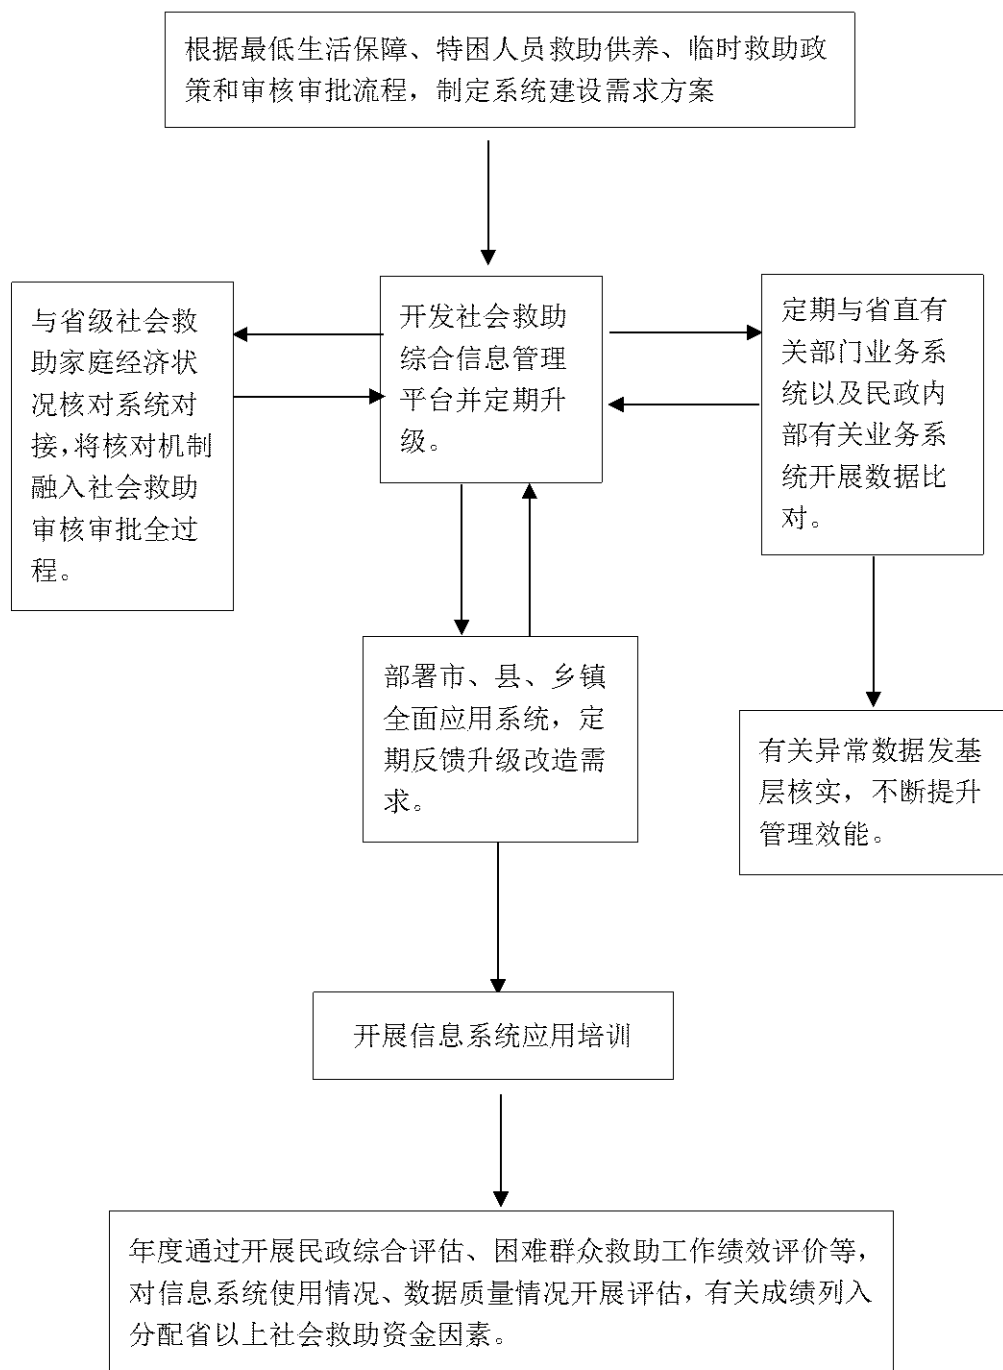 根据最低生活保障、特困人员救助供养、临时救助政
策和审核审批流程，制定系统建设需求方案
与省级社会救
助家庭经济状
况核对系统对
接，将核对机制
融入社会救助
审核审批全过
程。
开发社会救助
综合信息管理
平台并定期升
级。
定期与省直有
关部门业务系
统以及民政内
部有关业务系
统开展数据比
对。
部署市、县、乡镇
全面应用系统，定
期反馈升级改造需
求。
有关异常数据发基
层核实，不断提升
管理效能。
开展信息系统应用培训
年度通过开展民政综合评估、困难群众救助工作绩效评价等，
对信息系统使用情况、数据质量情况开展评估，有关成绩列入
分配省以上社会救助资金因素。